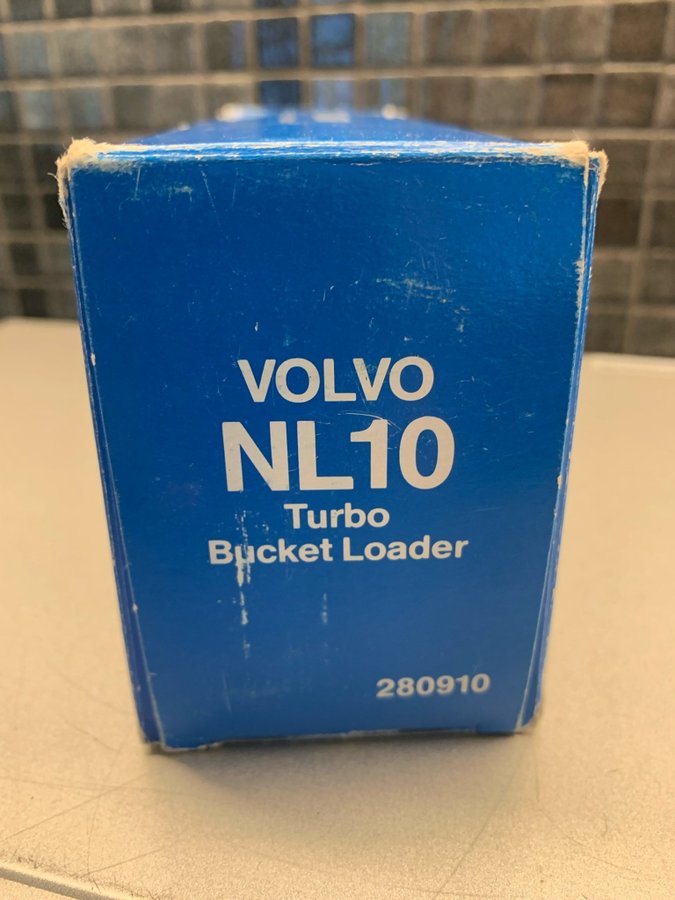 VOLVO
NL10
Turbo
Bucket Loader
280910